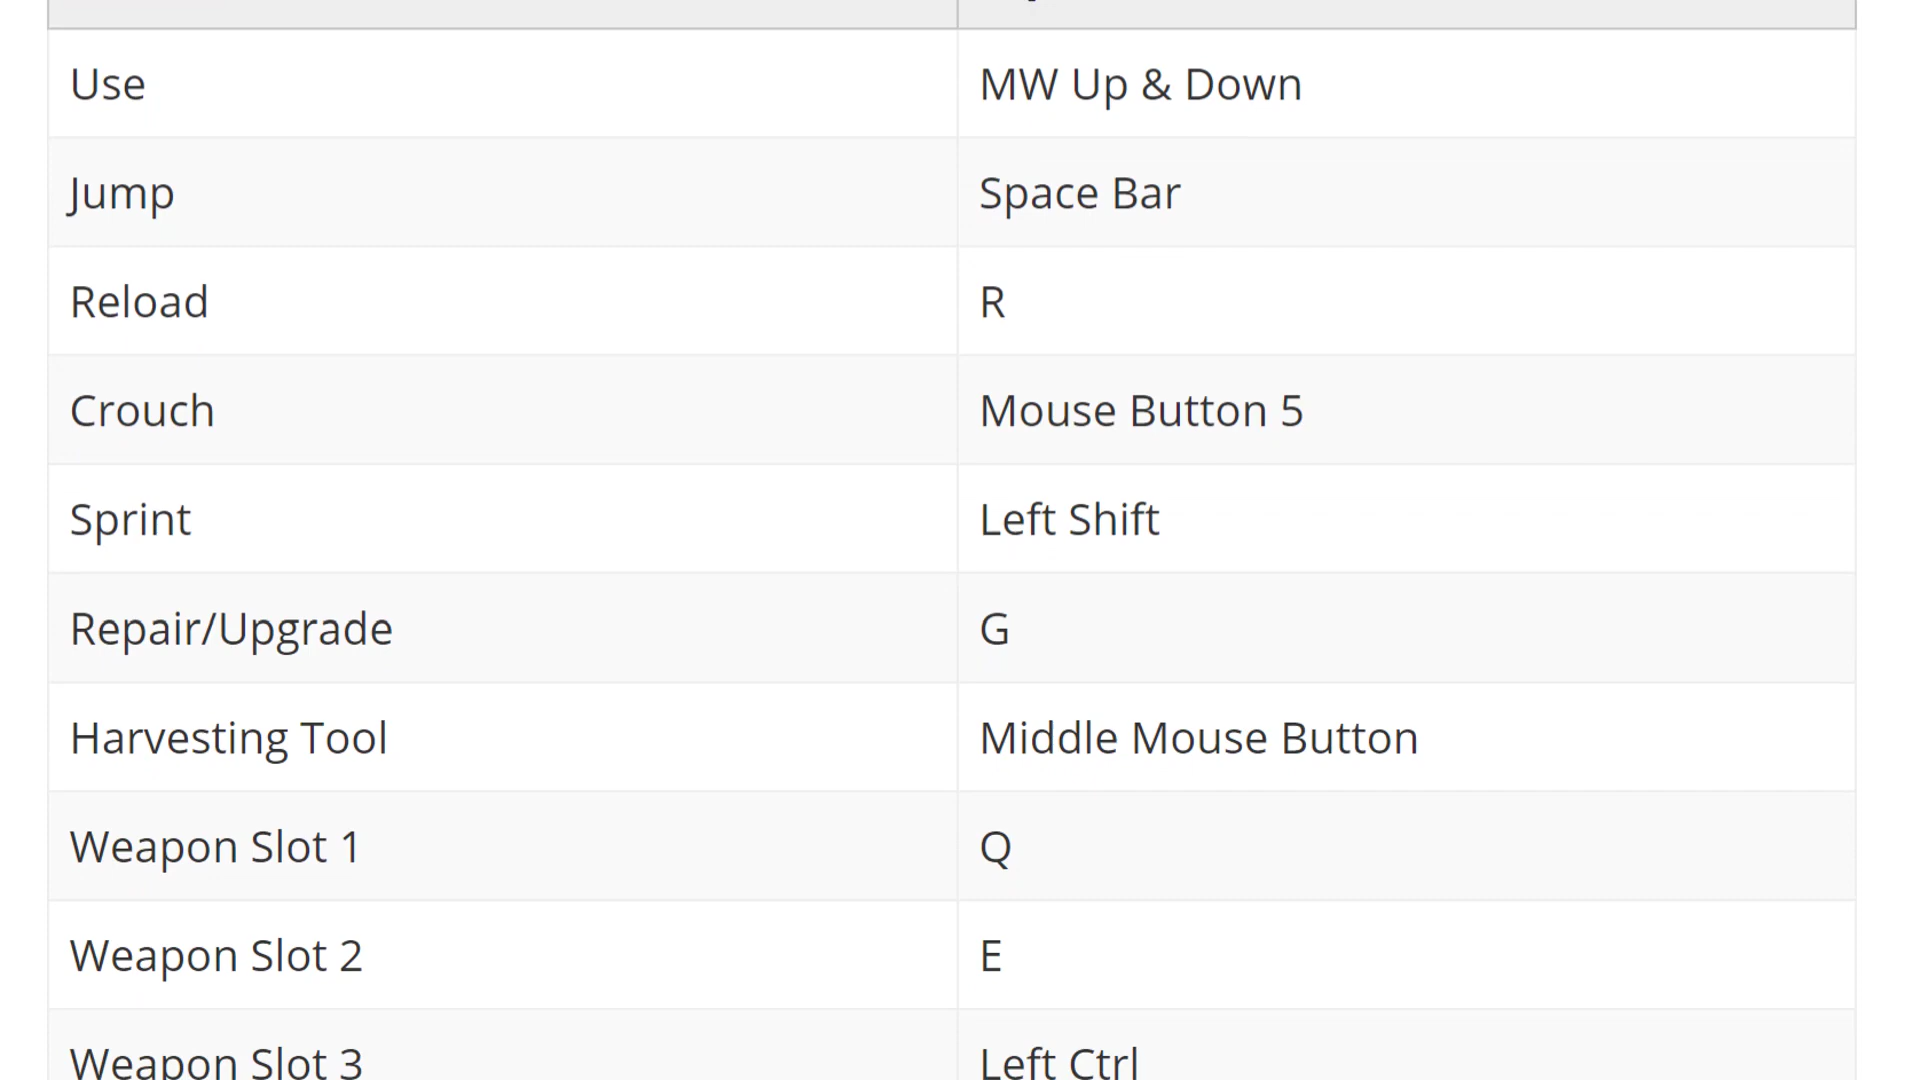 Use MW Up & Down
Jump Space Bar
Reload R
Crouch Mouse Button 5
Sprint Left Shift
Repair/Upgrade G
Harvesting Tool Middle Mouse Button
Weapon Slot 1 Q
Weapon Slot 2 E
Weapon Slot 3 Left Ctrl